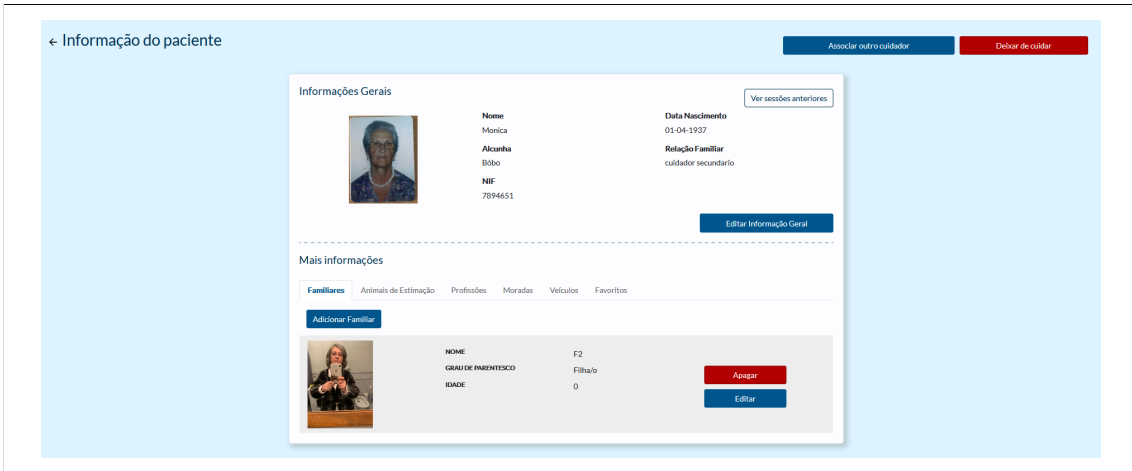 ← Informação do paciente
Associar outro cuidador
Deixar de cuidar
Informações Gerais
Ver sessões anteriores
Nome
Monica
Data Nascimento
01-04-1937
Alcunha
Bóbo
Relação Familiar
cuidador secundario
NIF
7894651
Editar Informação Geral
Mais informações
Familiares Animais de Estimação Profissões Moradas Veículos Favoritos
Adicionar Familiar
NOME F2
GRAU DE PARENTESCO Filha/o
IDADE 0
Apagar
Editar